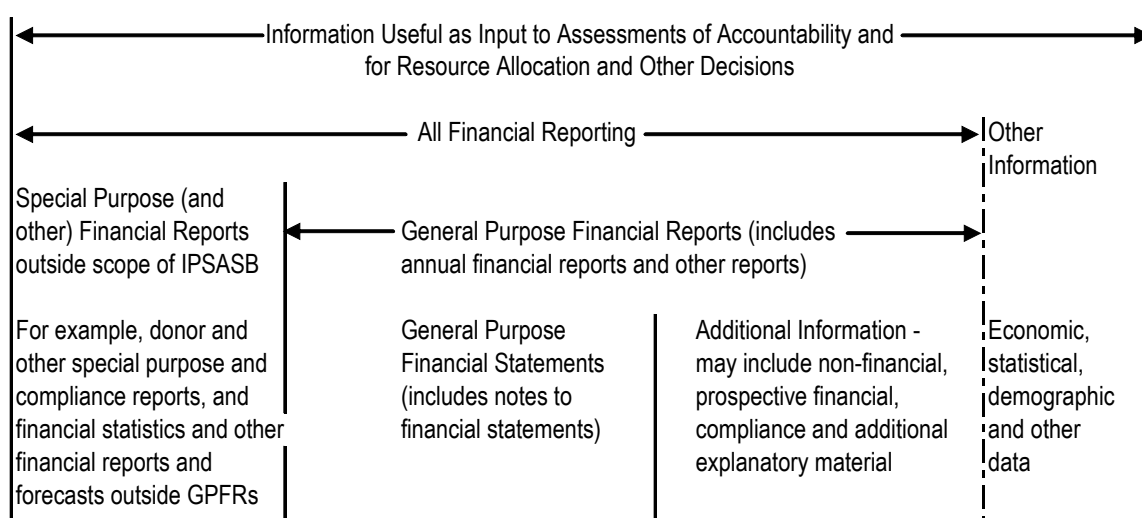 Information Useful as Input to Assessments of Accountability and
for Resource Allocation and Other Decisions
All Financial Reporting
Other
Information
Special Purpose (and
other) Financial Reports
outside scope of IPSASB
General Purpose Financial Reports (includes
annual financial reports and other reports)
For example, donor and
other special purpose and
compliance reports, and
financial statistics and other
financial reports and
forecasts outside GPFRs
General Purpose
Financial Statements
(includes notes to
financial statements)
Additional Information -
may include non-financial,
prospective financial,
compliance and additional
explanatory material
Economic,
statistical,
demographic
and other
data